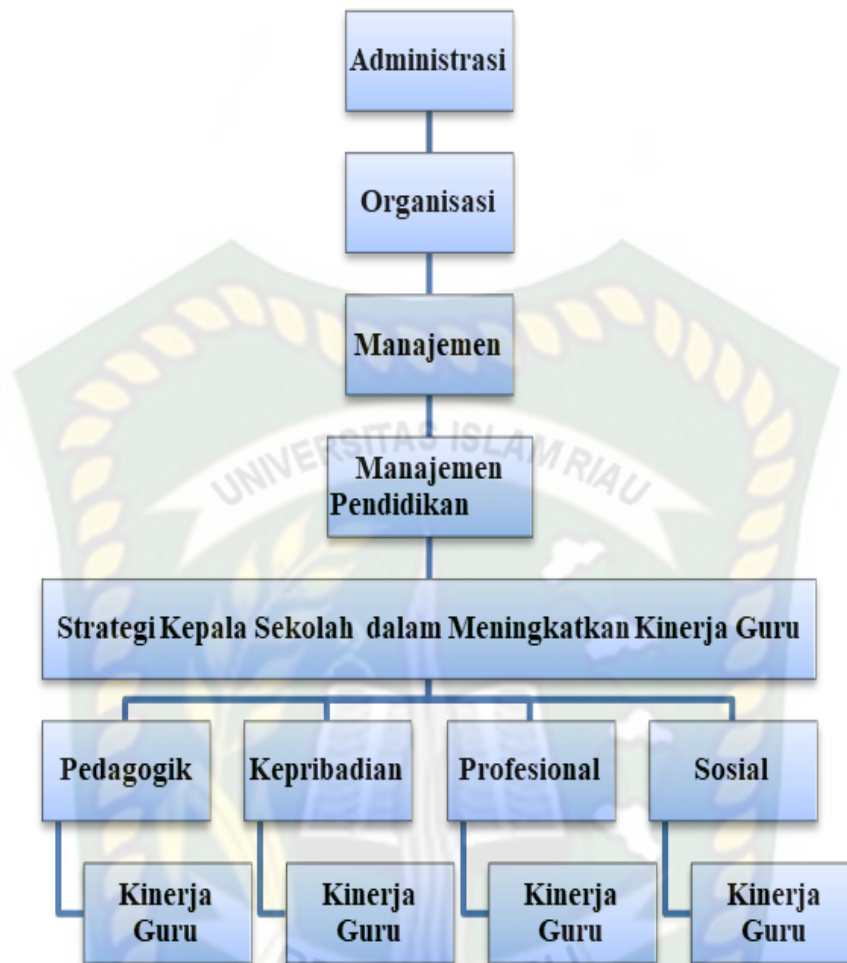 Administrasi
Organisasi
Manajemen
UNIVERSITAS ISLAM RIAU
Manajemen
Pendidikan
Strategi Kepala Sekolah dalam Meningkatkan Kinerja Guru
Pedagogik
Kepribadian
Profesional
Sosial
Kinerja
Guru
Kinerja
Guru
Kinerja
Guru
Kinerja
Guru